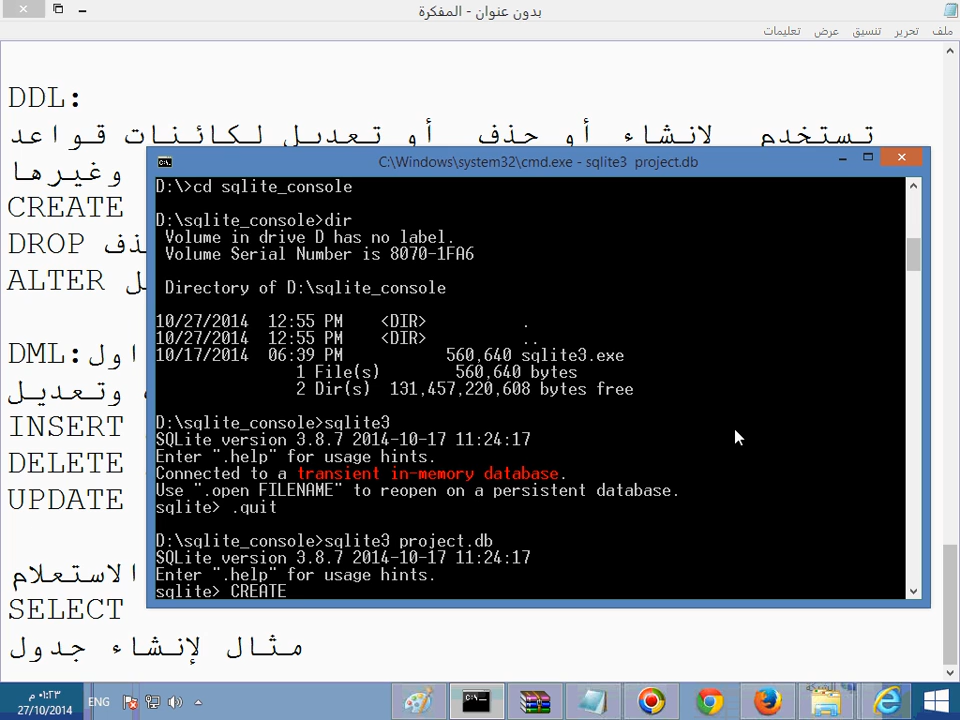 بدون عنوان - المفكرة
ملف تحرير تنسيق عرض تعليمات
DDL:
تستخدم لانشاء أو حذف أو تعديل لكائنات قواعد
وغيرها
CREATE
DROP
ALTER
DML:
وتعديل
INSERT
DELETE
UPDATE
الاستعلام
SELECT
مثال لإنشاء جدول
C:\Windows\system32\cmd.exe - sqlite3 project.db
D:\>cd sqlite_console
D:\sqlite_console>dir
Volume in drive D has no label.
Volume Serial Number is 8070-1FA6
Directory of D:\sqlite_console
10/27/2014 12:55 PM <DIR> .
10/27/2014 12:55 PM <DIR> ..
10/17/2014 06:39 PM 560,640 sqlite3.exe
1 File(s) 560,640 bytes
2 Dir(s) 131,457,220,608 bytes free
D:\sqlite_console>sqlite3
SQLite version 3.8.7 2014-10-17 11:24:17
Enter ".help" for usage hints.
Connected to a transient in-memory database.
Use ".open FILENAME" to reopen on a persistent database.
sqlite> .quit
D:\sqlite_console>sqlite3 project.db
SQLite version 3.8.7 2014-10-17 11:24:17
Enter ".help" for usage hints.
sqlite> CREATE
ENG
٠١:٢٣ م
27/10/2014